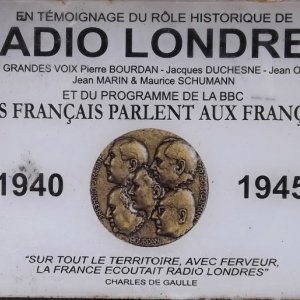 EN TÉMOIGNAGE DU RÔLE HISTORIQUE DE
ADIO LONDRE
GRANDES VOIX Pierre BOURDAN - Jacques DUCHESNE - Jean O
Jean MARIN & Maurice SCHUMANN
ET DU PROGRAMME DE LA BBC
S FRANÇAIS PARLENT AUX FRANÇ
1940
1945
BOURDAN
"SUR TOUT LE TERRITOIRE, AVEC FERVEUR,
LA FRANCE ECOUTAIT RADIO LONDRES"
CHARLES DE GAULLE